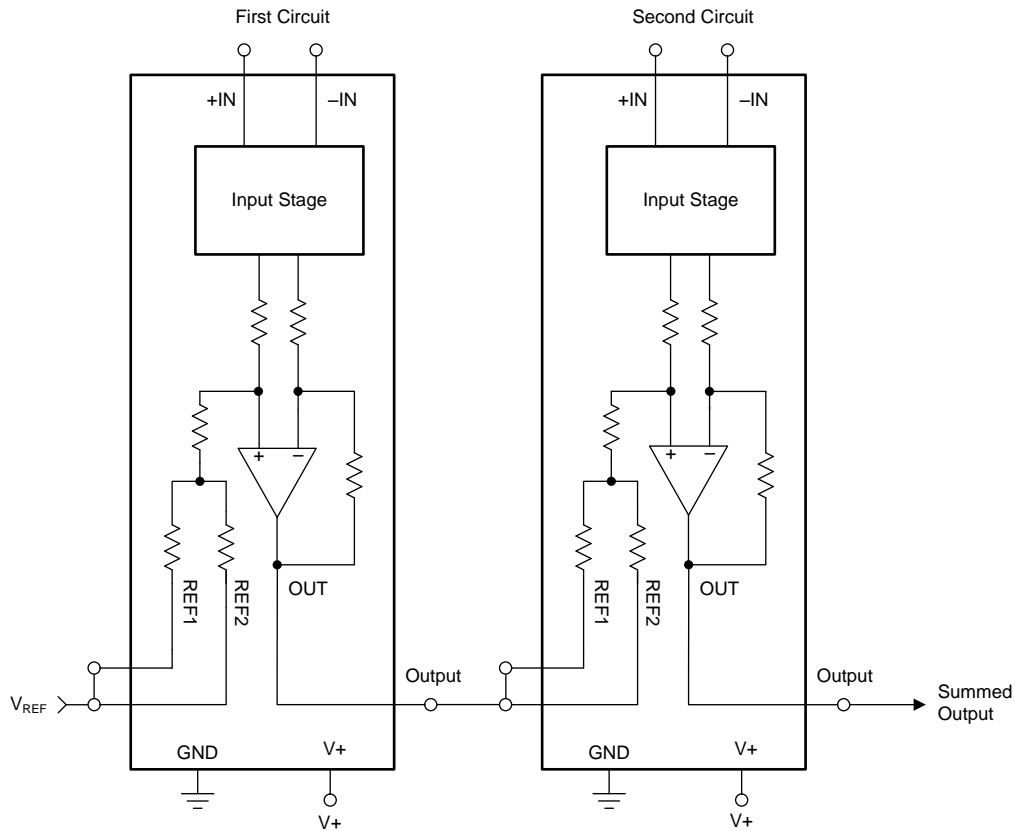 First Circuit
Second Circuit
+IN
–IN
+IN
–IN
Input Stage
Input Stage
+
–
+
–
REF1
REF2
OUT
REF1
REF2
OUT
Output
Output
VREF
Summed
Output
GND
V+
GND
V+
V+
V+